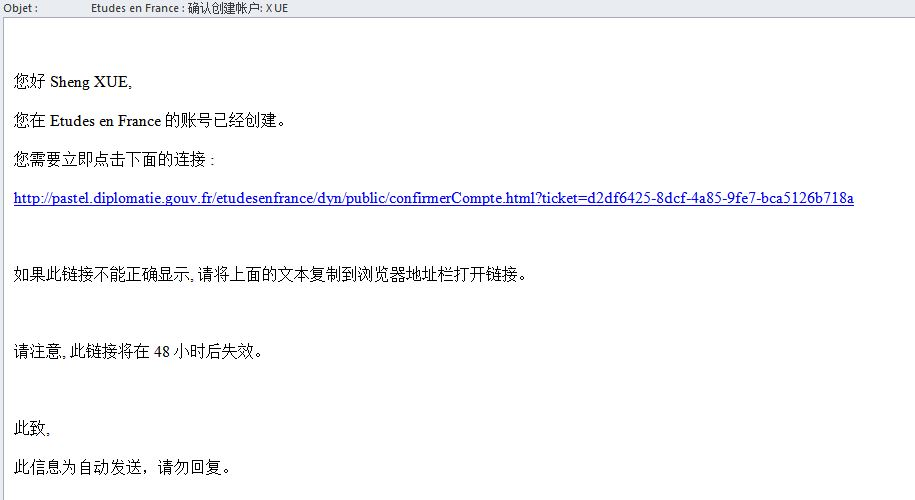 Objet : Etudes en France : 确认创建帐户: XUE
您好 Sheng XUE,
您在 Etudes en France 的账号已经创建。
您需要立即点击下面的连接 :
http://pastel.diplomatie.gouv.fr/etudesenfrance/dyn/public/confirmerCompte.html?ticket=d2df6425-8dcf-4a85-9fe7-bca5126b718a
如果此链接不能正确显示, 请将上面的文本复制到浏览器地址栏打开链接。
请注意, 此链接将在 48 小时后失效。
此致,
此信息为自动发送，请勿回复。